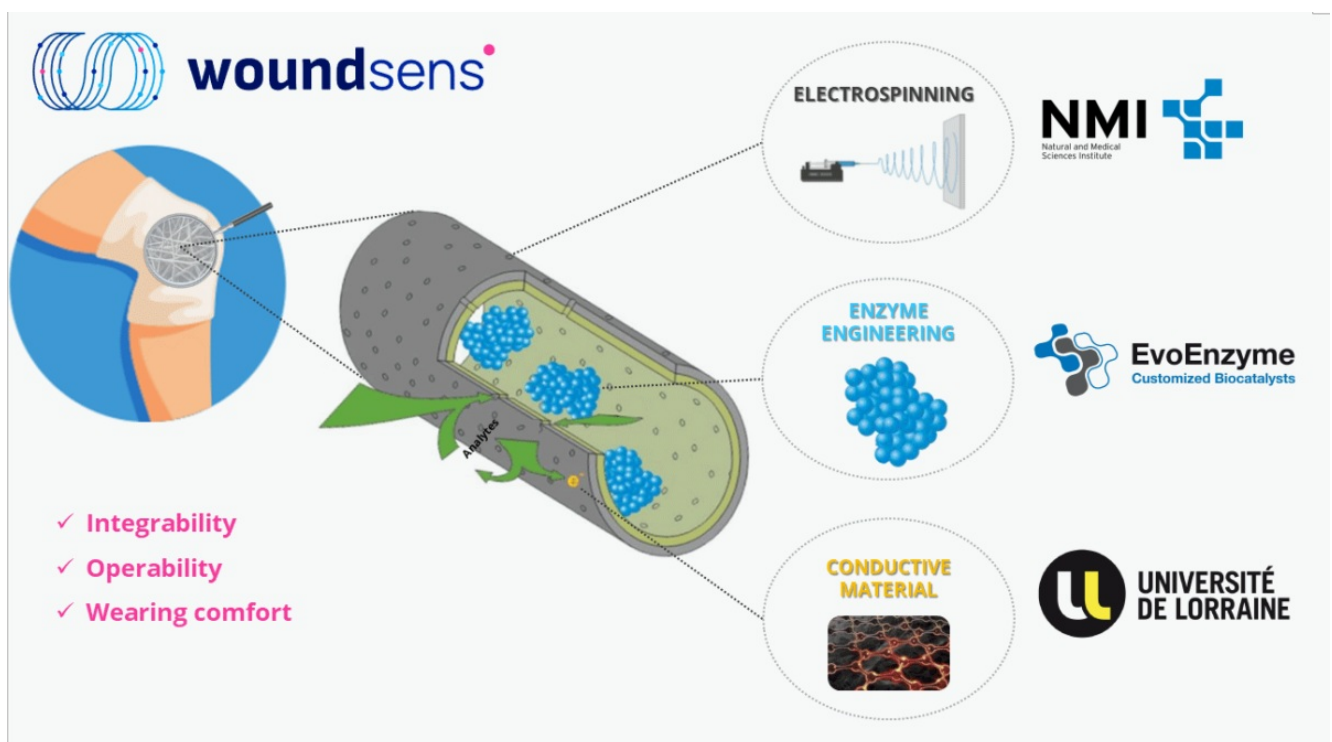 woundsens
ELECTROSPINNING
NMI
Natural and Medical
Sciences Institute
ENZYME
ENGINEERING
EvoEnzyme
Customized Biocatalysts
Analytes
✓ Integrability
✓ Operability
✓ Wearing comfort
CONDUCTIVE
MATERIAL
UL
UNIVERSITÉ
DE LORRAINE